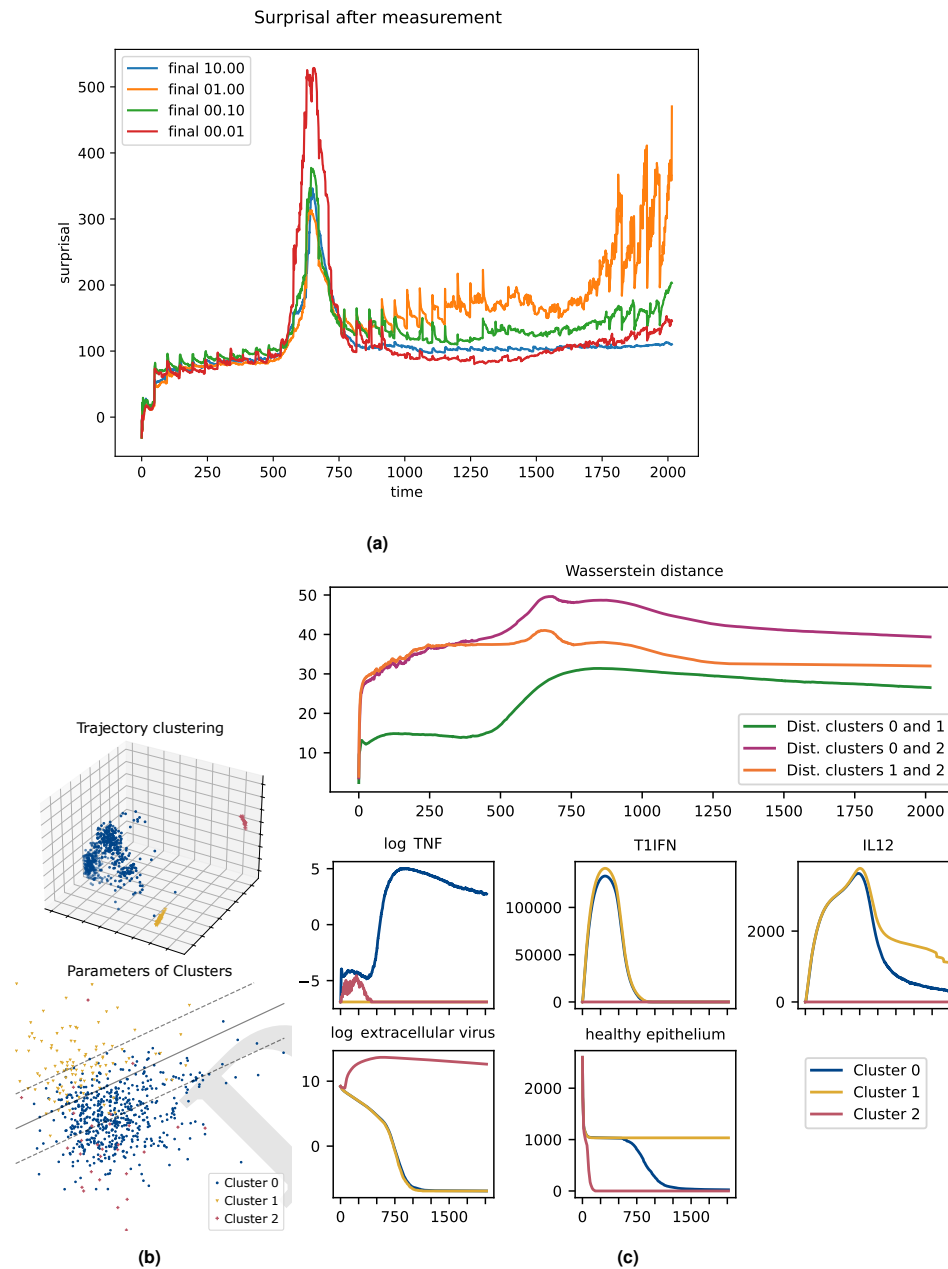 Surprisal after measurement
final 10.00
final 01.00
final 00.10
final 00.01
surprisal
500
400
300
200
100
0
0 250 500 750 1000 1250 1500 1750 2000
time
(a)
Wasserstein distance
50
40
30
20
10
Dist. clusters 0 and 1
Dist. clusters 0 and 2
Dist. clusters 1 and 2
0 250 500 750 1000 1250 1500 1750 2000
Trajectory clustering
Parameters of Clusters
Cluster 0
Cluster 1
Cluster 2
(b)
log TNF
5
0
−5
T1IFN
100000
50000
0
IL12
2000
0
log extracellular virus
10
0
0 750 1500
healthy epithelium
2000
1000
0
0 750 1500
Cluster 0
Cluster 1
Cluster 2
(c)